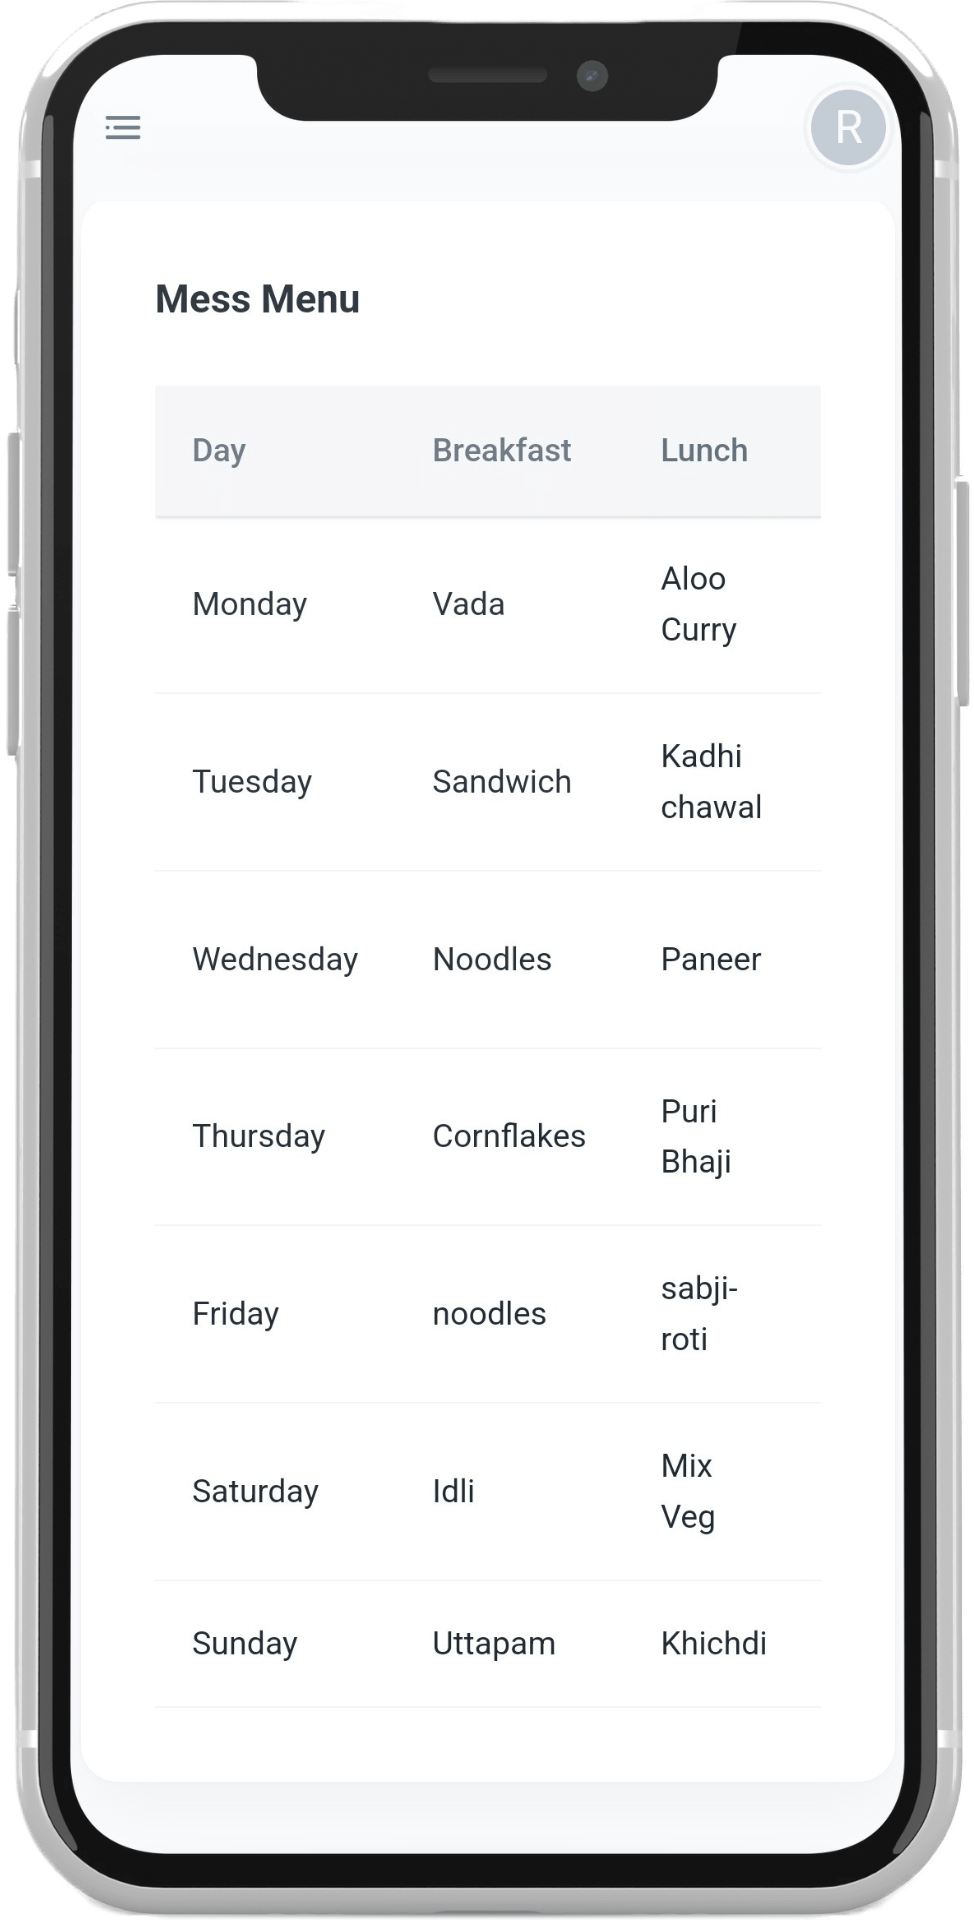 R
Mess Menu
Day Breakfast Lunch
Monday Vada Aloo
Curry
Tuesday Sandwich Kadhi
chawal
Wednesday Noodles Paneer
Thursday Cornflakes Puri
Bhaji
Friday noodles sabji-
roti
Saturday Idli Mix
Veg
Sunday Uttapam Khichdi